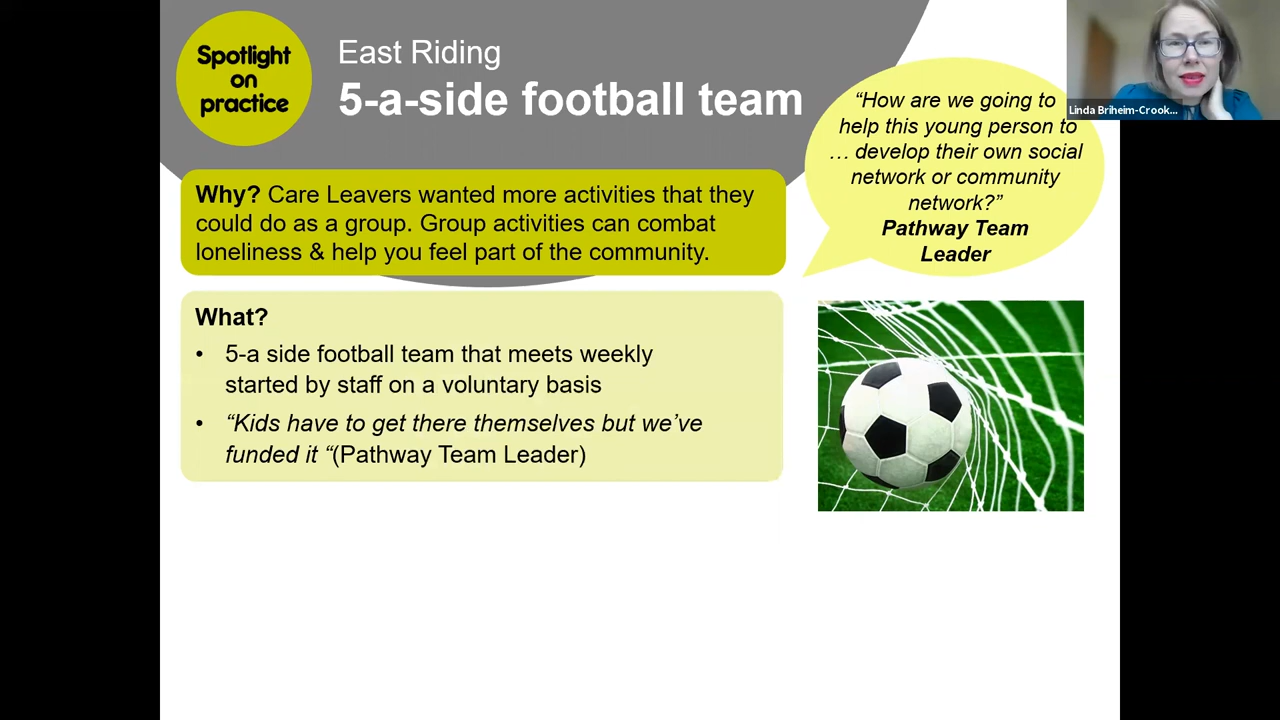 Spotlight
on
practice
East Riding
5-a-side football team
“How are we going to
help this young person to
… develop their own social
network or community
network?”
Pathway Team
Leader
Linda Briheim-Crook...
Why? Care Leavers wanted more activities that they
could do as a group. Group activities can combat
loneliness & help you feel part of the community.
What?
• 5-a side football team that meets weekly
started by staff on a voluntary basis
• “Kids have to get there themselves but we’ve
funded it “(Pathway Team Leader)